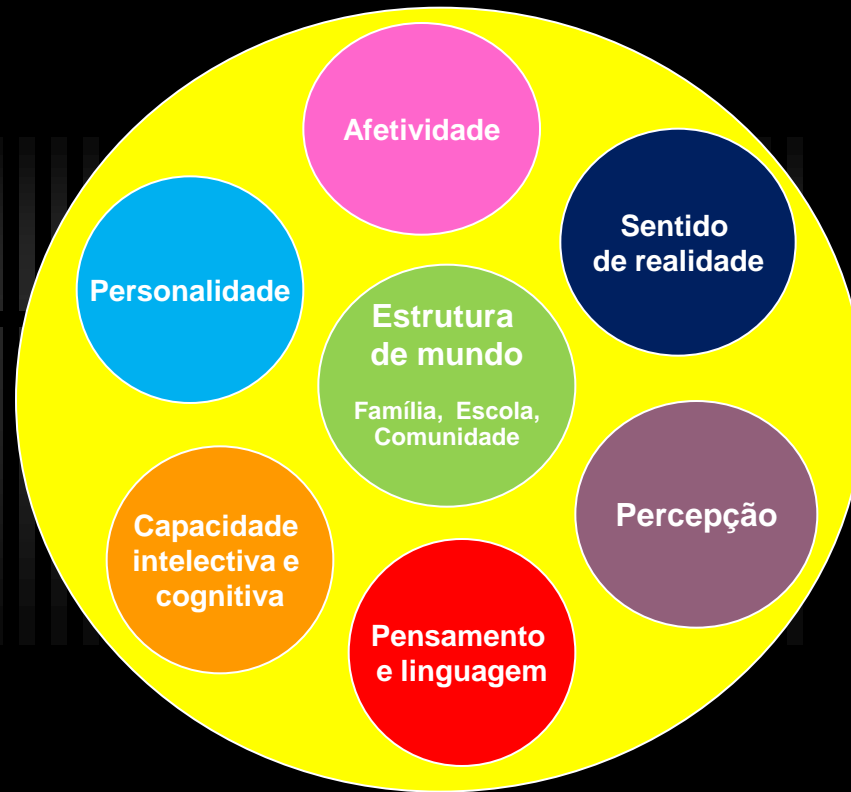 Afetividade
Sentido
de realidade
Personalidade
Estrutura
de mundo
Família, Escola,
Comunidade
Percepção
Capacidade
intelectiva e
cognitiva
Pensamento
e linguagem